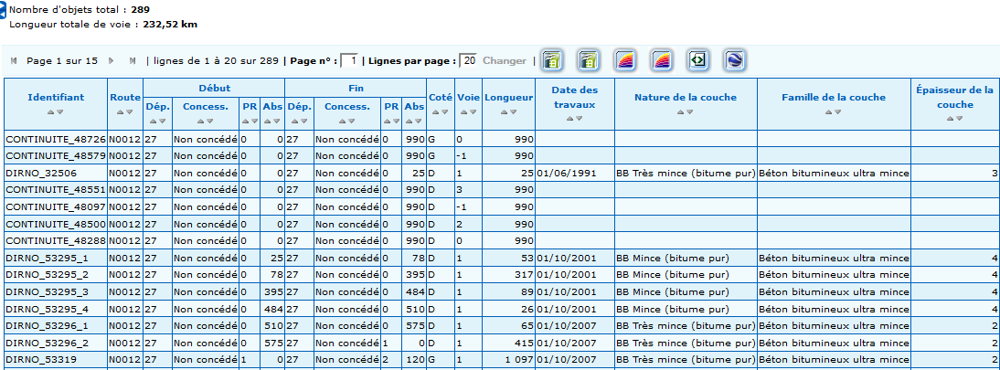 Nombre d'objets total : 289
Longueur totale de voie : 232,52 km
Page 1 sur 15 | lignes de 1 à 20 sur 289 | Page n° : 1 | Lignes par page : 20 Changer |
Identifiant Route Début Fin Coté Voie Longueur Date des travaux Nature de la couche Famille de la couche Épaisseur de la couche
Dép. Concess. PR Abs Dép. Concess. PR Abs
CONTINUITE_48726 N0012 27 Non concédé 0 0 27 Non concédé 0 990 G 0 990
CONTINUITE_48579 N0012 27 Non concédé 0 0 27 Non concédé 0 990 G -1 990
DIRNO_32506 N0012 27 Non concédé 0 0 27 Non concédé 0 25 D 1 25 01/06/1991 BB Très mince (bitume pur) Béton bitumineux ultra mince 3
CONTINUITE_48551 N0012 27 Non concédé 0 0 27 Non concédé 0 990 D 3 990
CONTINUITE_48097 N0012 27 Non concédé 0 0 27 Non concédé 0 990 D -1 990
CONTINUITE_48500 N0012 27 Non concédé 0 0 27 Non concédé 0 990 D 2 990
CONTINUITE_48288 N0012 27 Non concédé 0 0 27 Non concédé 0 990 D 0 990
DIRNO_53295_1 N0012 27 Non concédé 0 25 27 Non concédé 0 78 D 1 53 01/10/2001 BB Mince (bitume pur) Béton bitumineux ultra mince 4
DIRNO_53295_2 N0012 27 Non concédé 0 78 27 Non concédé 0 395 D 1 317 01/10/2001 BB Mince (bitume pur) Béton bitumineux ultra mince 4
DIRNO_53295_3 N0012 27 Non concédé 0 395 27 Non concédé 0 484 D 1 89 01/10/2001 BB Mince (bitume pur) Béton bitumineux ultra mince 4
DIRNO_53295_4 N0012 27 Non concédé 0 484 27 Non concédé 0 510 D 1 26 01/10/2001 BB Mince (bitume pur) Béton bitumineux ultra mince 4
DIRNO_53296_1 N0012 27 Non concédé 0 510 27 Non concédé 0 575 D 1 65 01/10/2007 BB Très mince (bitume pur) Béton bitumineux ultra mince 2
DIRNO_53296_2 N0012 27 Non concédé 0 575 27 Non concédé 1 0 D 1 415 01/10/2007 BB Très mince (bitume pur) Béton bitumineux ultra mince 2
DIRNO_53319 N0012 27 Non concédé 1 0 27 Non concédé 2 120 G 1 1 097 01/10/2007 BB Très mince (bitume pur) Béton bitumineux ultra mince 2